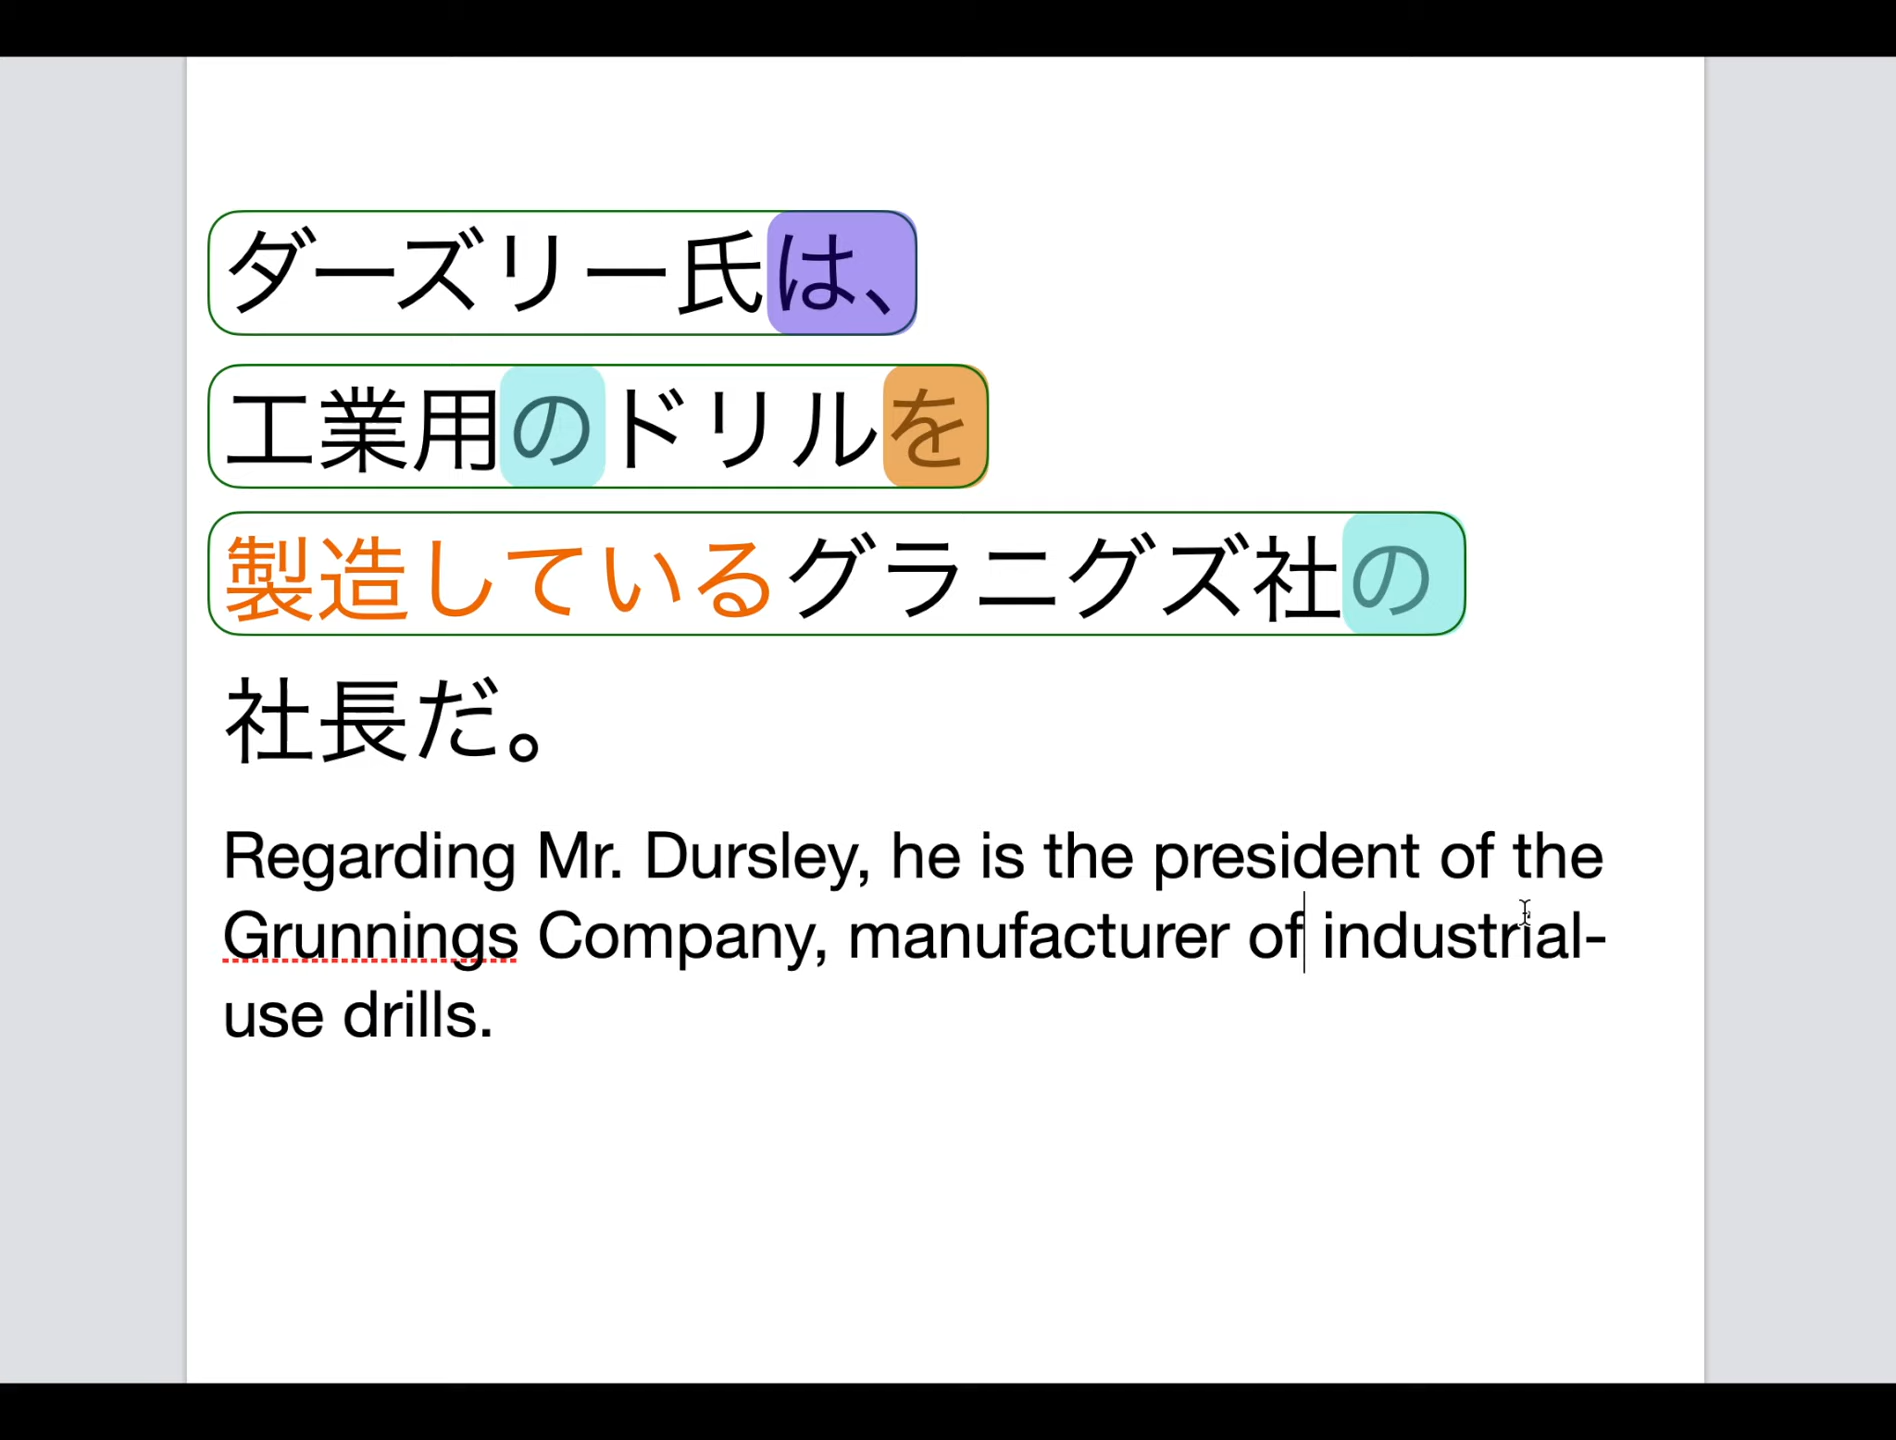 ダーズリー氏は、
工業用のドリルを
製造しているグラニグズ社の
社長だ。
Regarding Mr. Dursley, he is the president of the
Grunnings Company, manufacturer of industrial-
use drills.